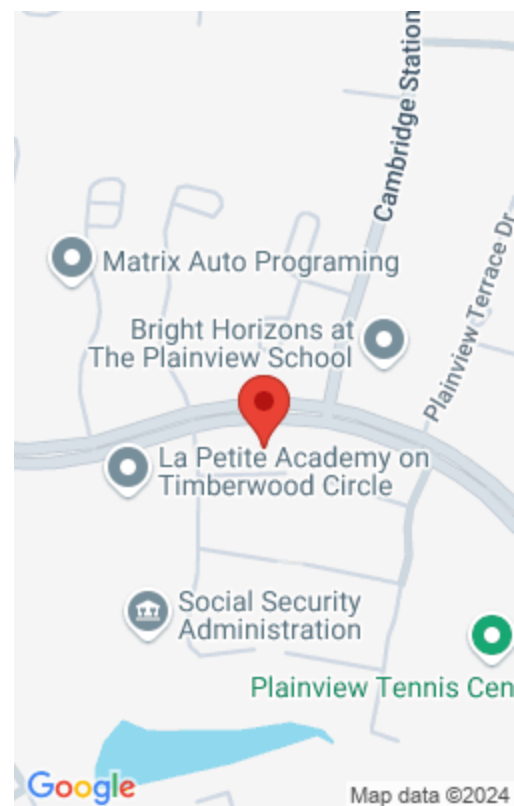 Cambridge Station
Matrix Auto Programing
Bright Horizons at
The Plainview School
Plainview Terrace Dr
La Petite Academy on
Timberwood Circle
Social Security
Administration
Plainview Tennis Cen
Google
Map data ©2024